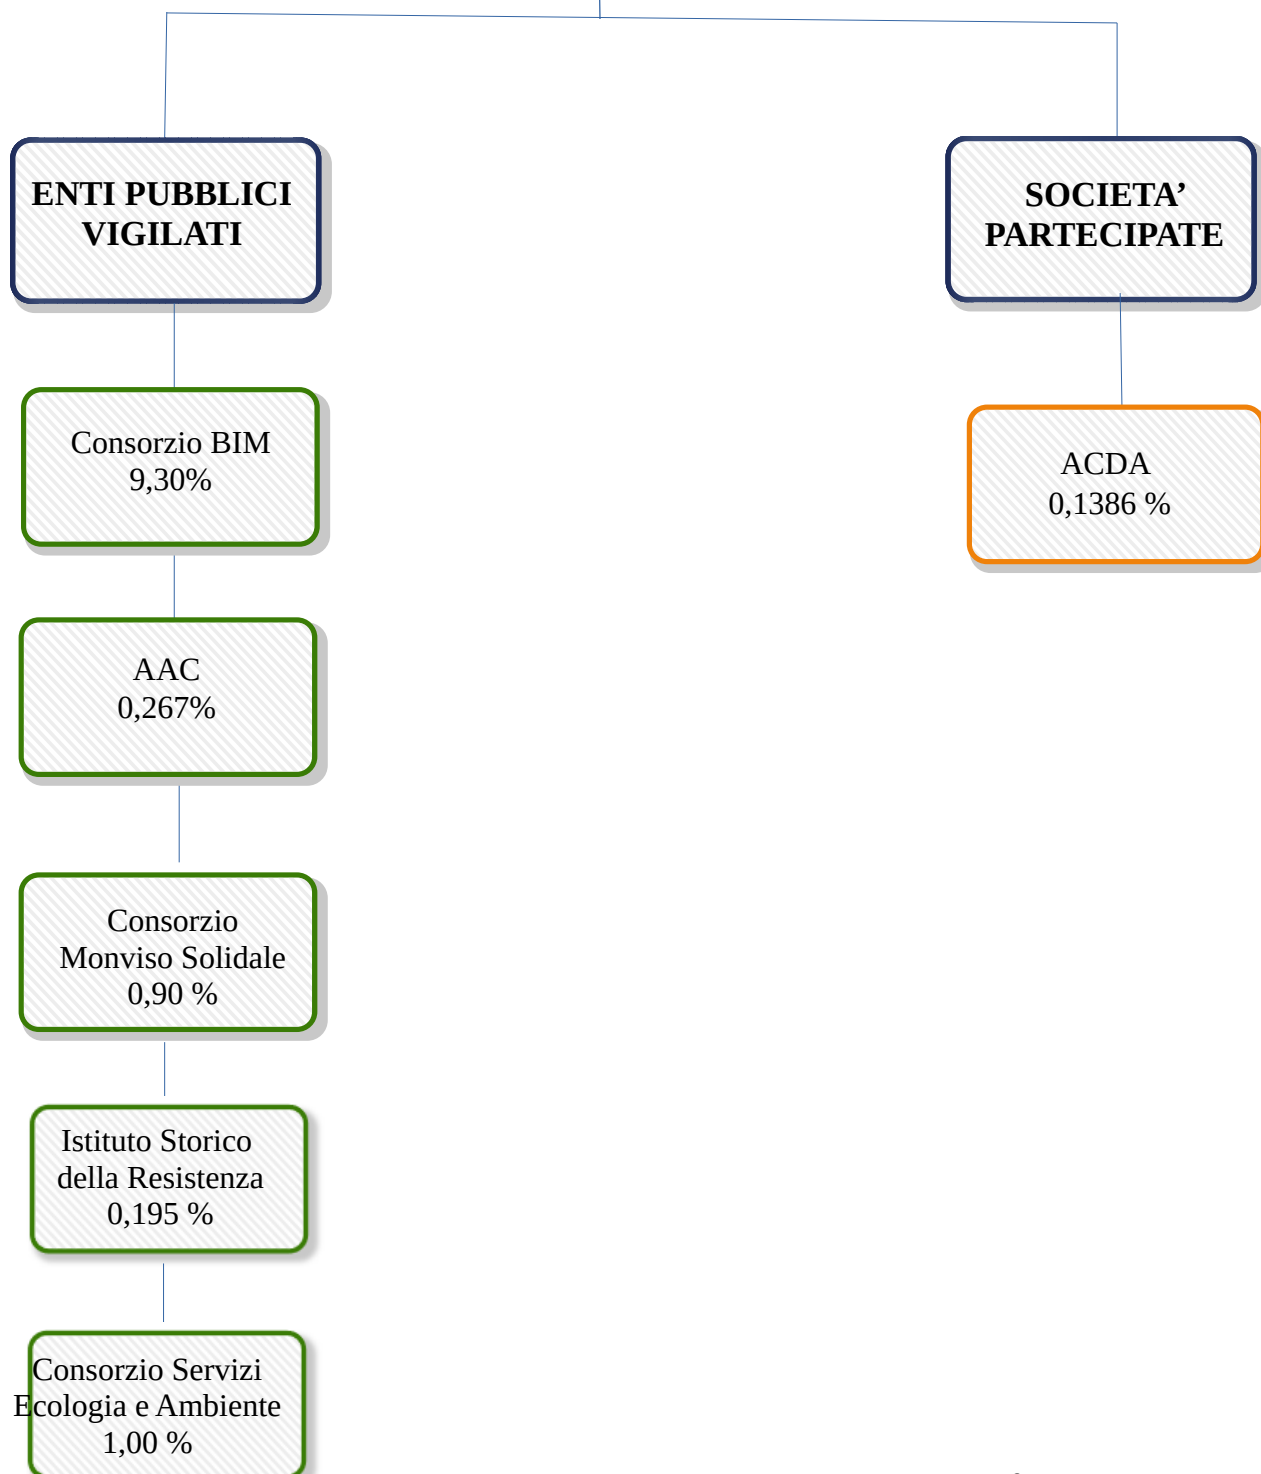 ENTI PUBBLICI
VIGILATI
SOCIETA’
PARTECIPATE
Consorzio BIM
9,30%
ACDA
0,1386 %
AAC
0,267%
Consorzio
Monviso Solidale
0,90 %
Istituto Storico
della Resistenza
0,195 %
Consorzio Servizi
Ecologia e Ambiente
1,00 %